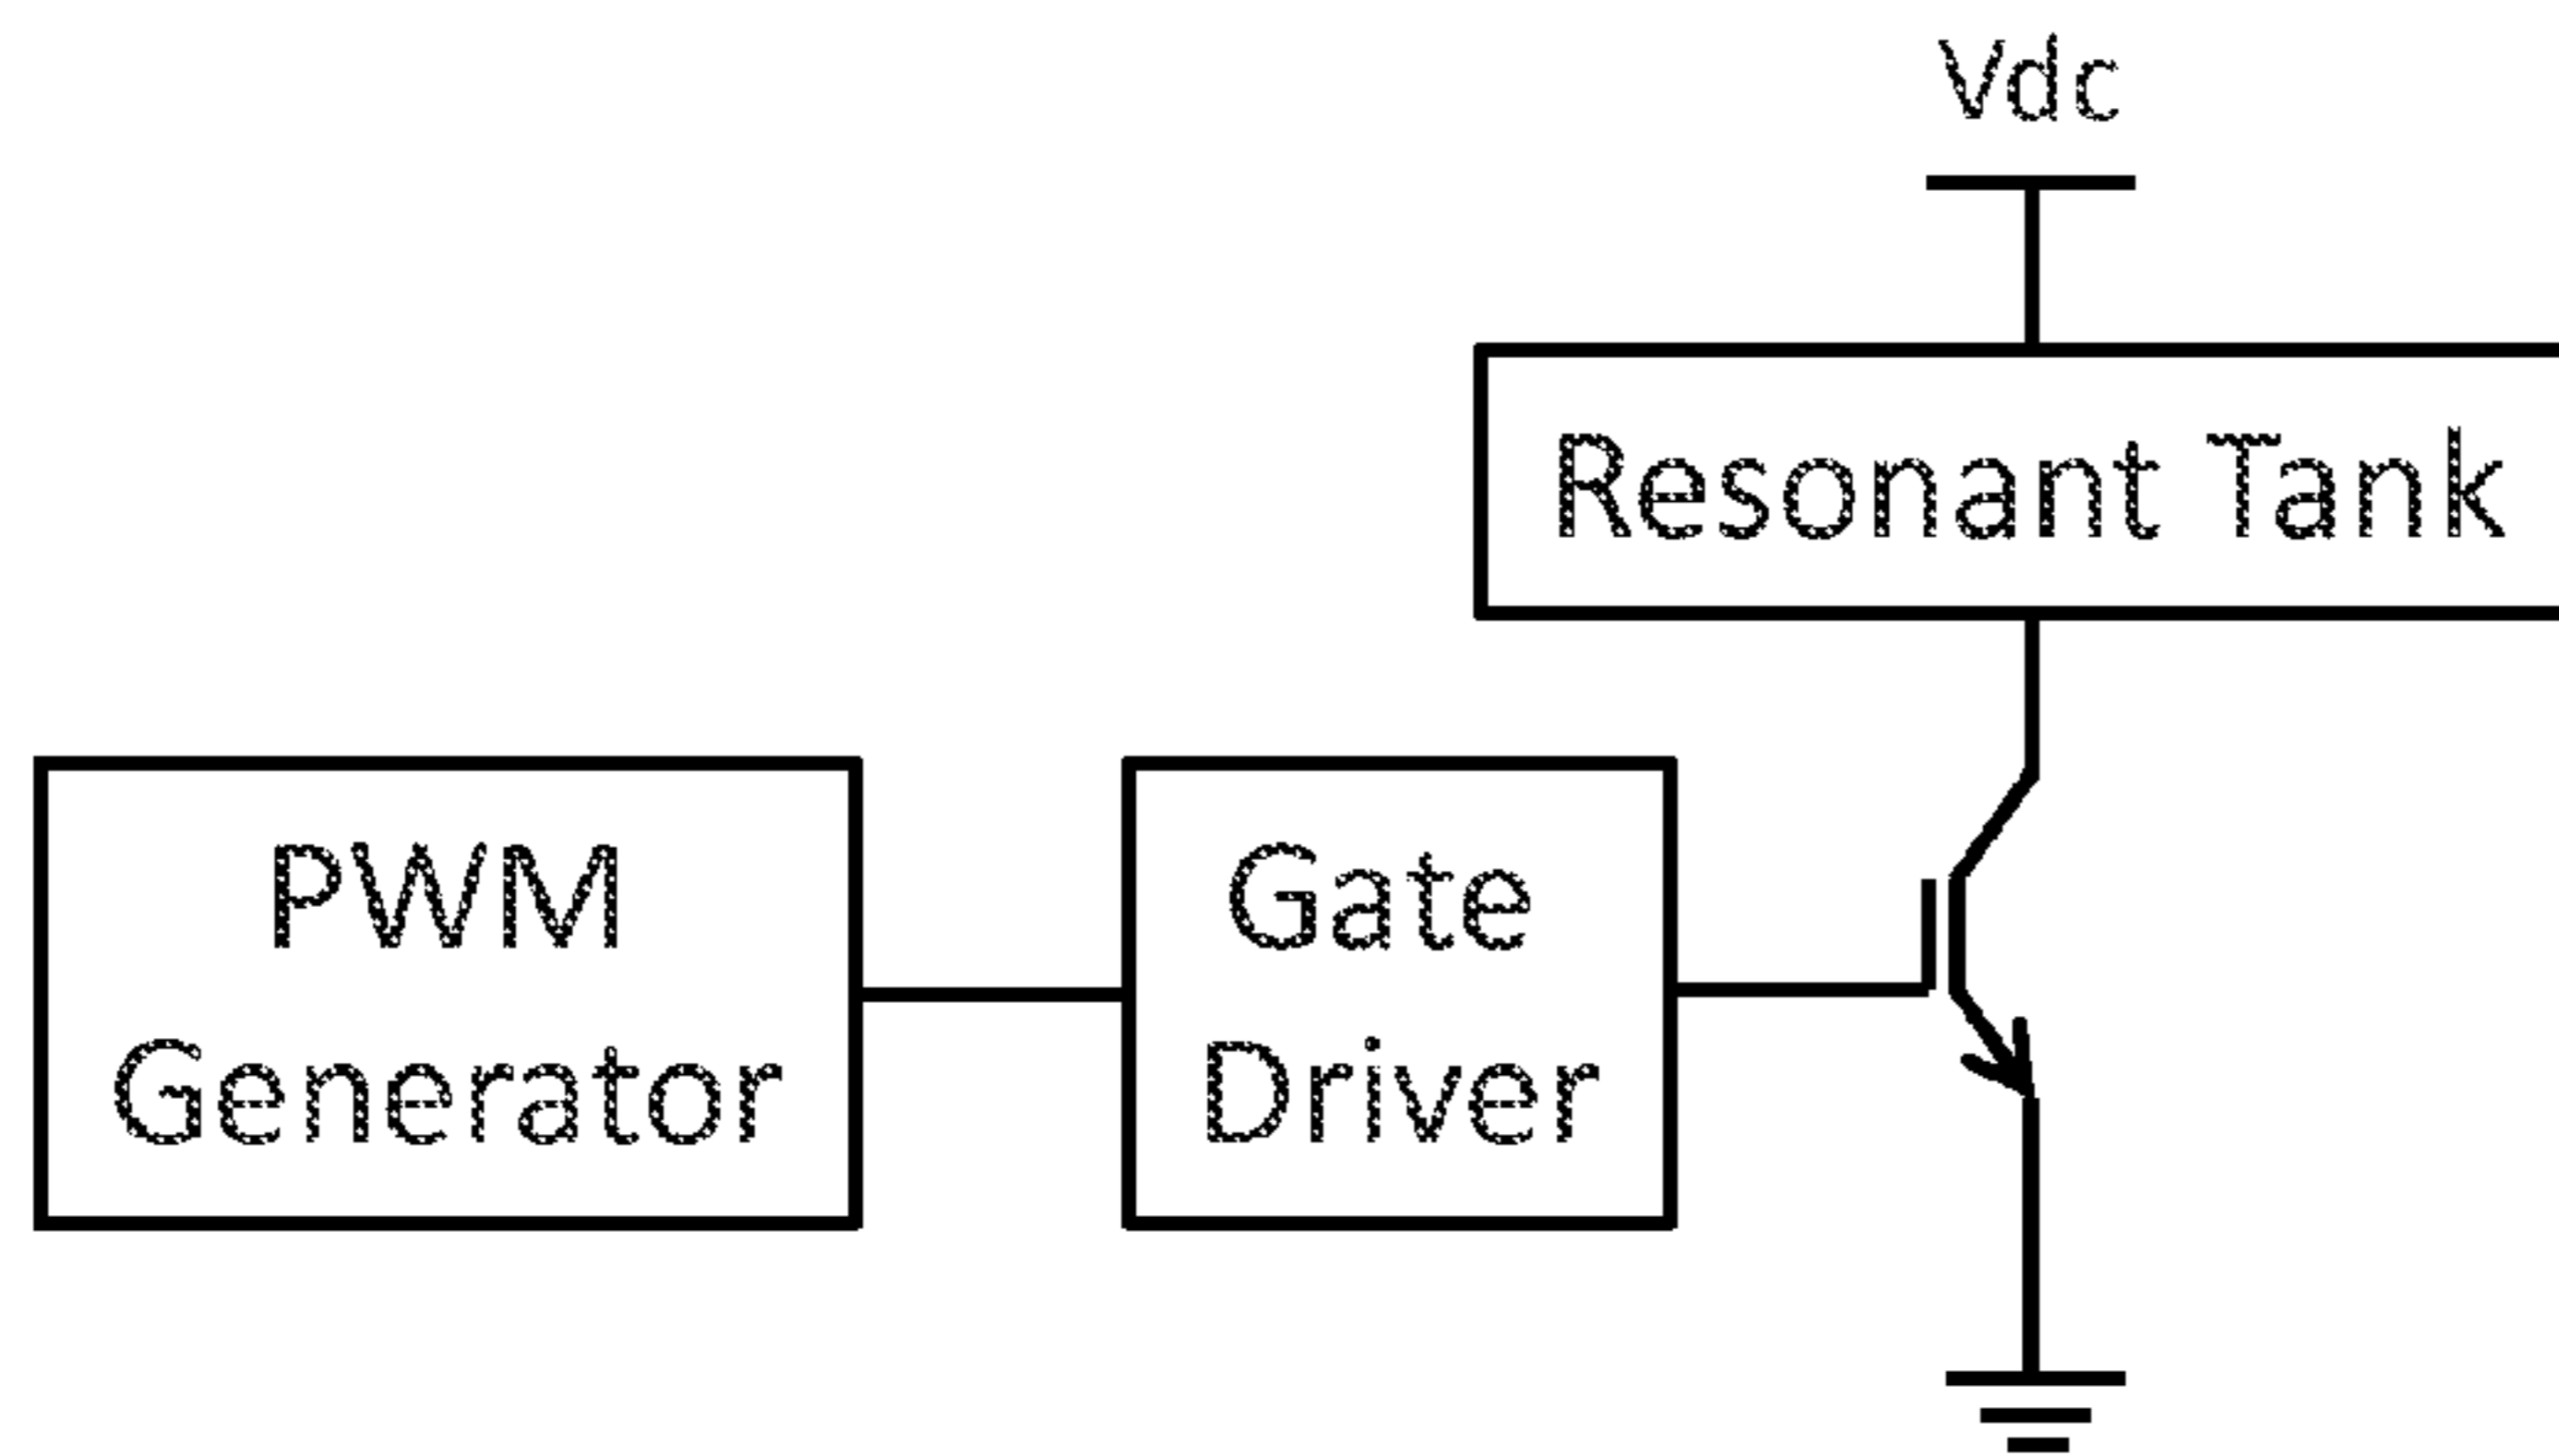 Vdc
Resonant Tank
PWM
Generator
Gate
Driver